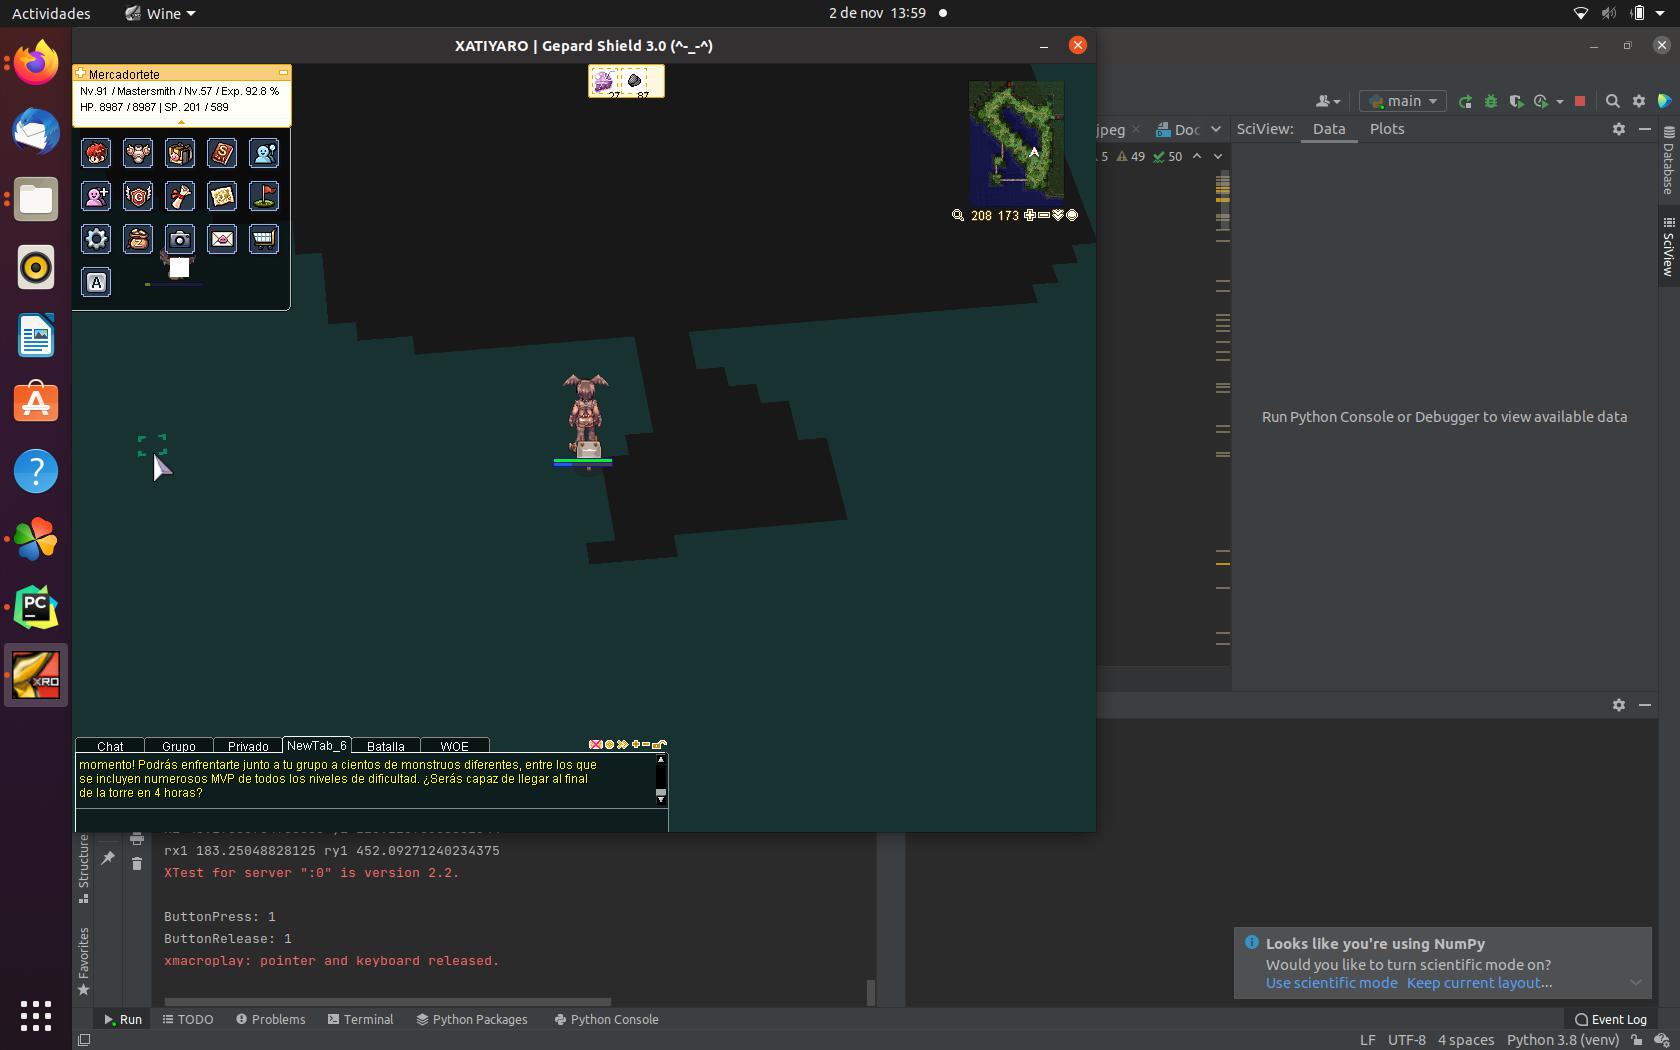 Actividades
Wine
2 de nov 13:59
XATIYARO | Gepard Shield 3.0 (^-_-^)
Mercadortete
Nv.91 / Mastersmith / Nv.57 / Exp. 92.8 %
HP. 8987 / 8987 | SP. 201 / 589
27 87
208 173
A
main
jpeg
Doc
SciView:
Data
Plots
5 49 50
Database
SciView
Run Python Console or Debugger to view available data
PC
XRO
Chat
Grupo
Privado
NewTab_6
Batalla
WOE
momento! Podrás enfrentarte junto a tu grupo a cientos de monstruos diferentes, entre los que
se incluyen numerosos MVP de todos los niveles de dificultad. ¿Serás capaz de llegar al final
de la torre en 4 horas?
Structure
Favorites
rx1 183.25048828125 ry1 452.09271240234375
XTest for server ":0" is version 2.2.
ButtonPress: 1
ButtonRelease: 1
xmacroplay: pointer and keyboard released.
Looks like you're using NumPy
Would you like to turn scientific mode on?
Use scientific mode Keep current layout...
Run
TODO
Problems
Terminal
Python Packages
Python Console
Event Log
LF UTF-8 4 spaces Python 3.8 (venv)